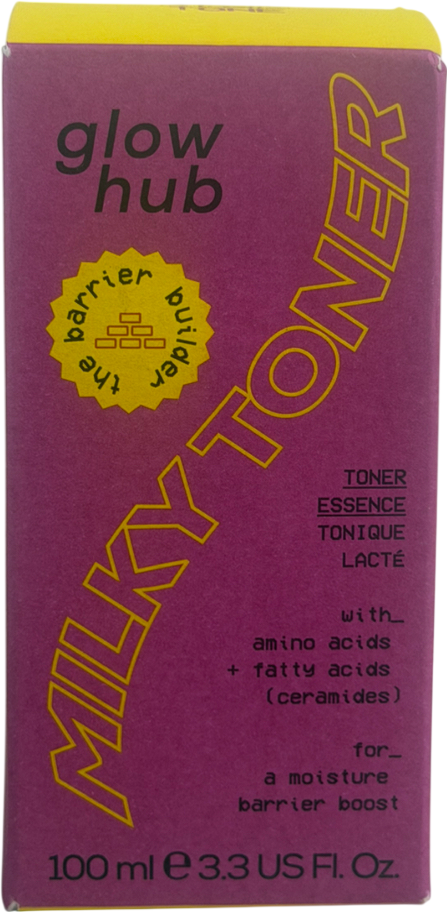 glow
hub
the barrier builder
MILKY TONER
TONER
ESSENCE
TONIQUE
LACTÉ
with_
amino acids
+ fatty acids
(ceramides)
for_
a moisture
barrier boost
100 ml e 3.3 US Fl. Oz.